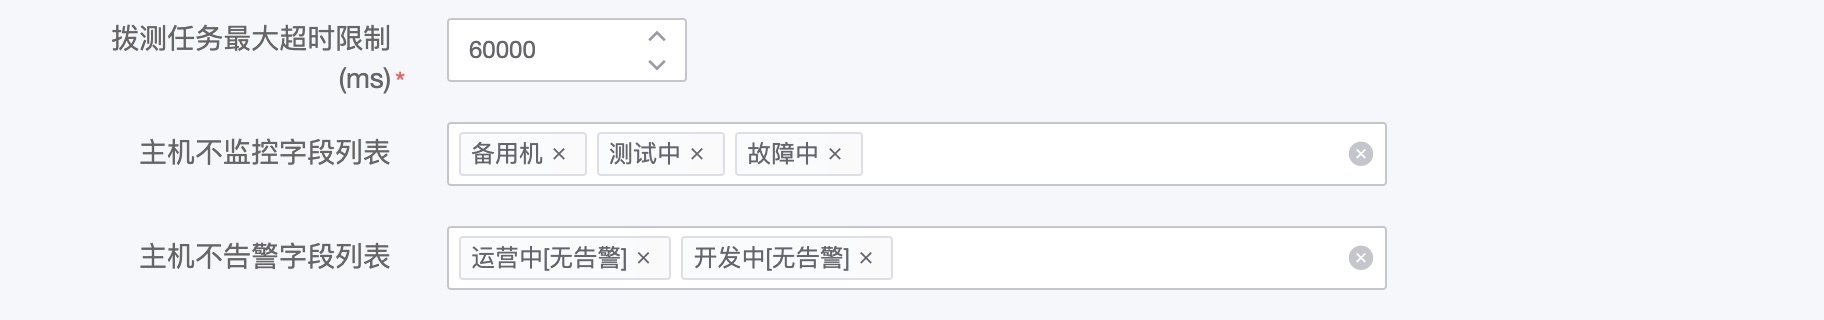 拨测任务最大超时限制
(ms)*
60000
主机不监控字段列表
备用机 × 测试中 × 故障中 ×
主机不告警字段列表
运营中[无告警] × 开发中[无告警] ×